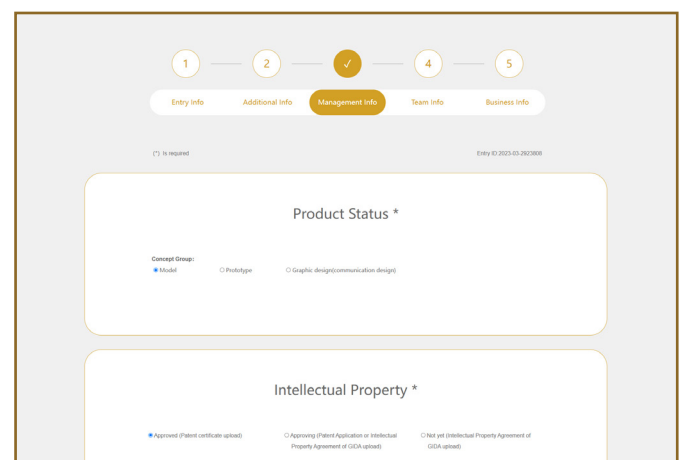 1 2 ✓ 4 5
Entry Info Additional Info Management Info Team Info Business Info
(*) Is required Entry ID:2023-03-2923808
Product Status *
Concept Group:
Model Prototype Graphic design(communication design)
Intellectual Property *
Approved (Patent certificate upload) Approving (Patent Application or Intellectual Not yet (Intellectual Property Agreement of
Property Agreement of GIDA upload) GIDA upload)